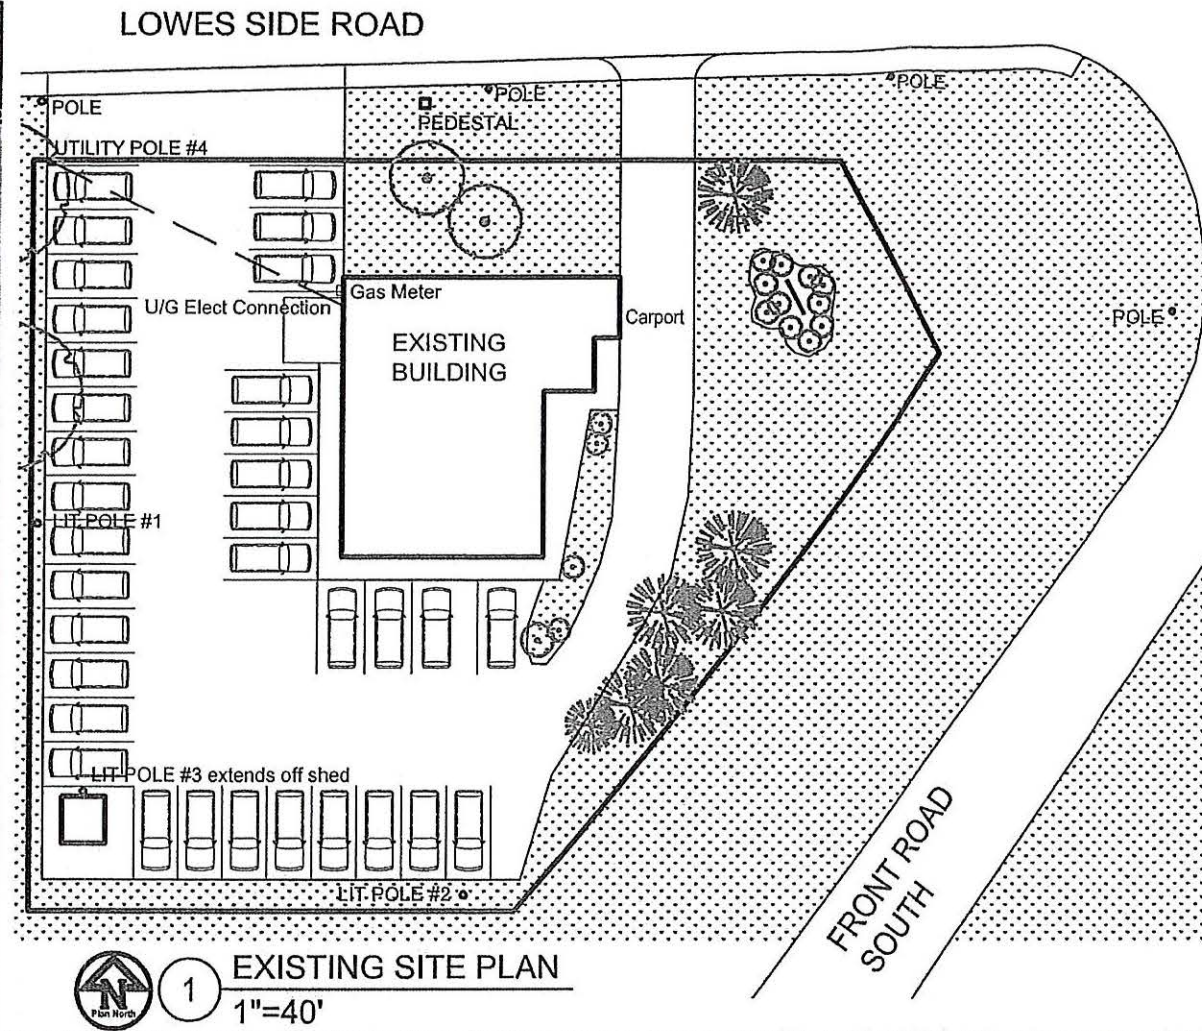 LOWES SIDE ROAD
POLE
POLE
POLE
PEDESTAL
UTILITY POLE #4
U/G Elect Connection
Gas Meter
Carport
POLE
EXISTING
BUILDING
LIT POLE #1
LIT POLE #3 extends off shed
LIT POLE #2
FRONT ROAD
SOUTH
N
Plan North
1
EXISTING SITE PLAN
1"=40'